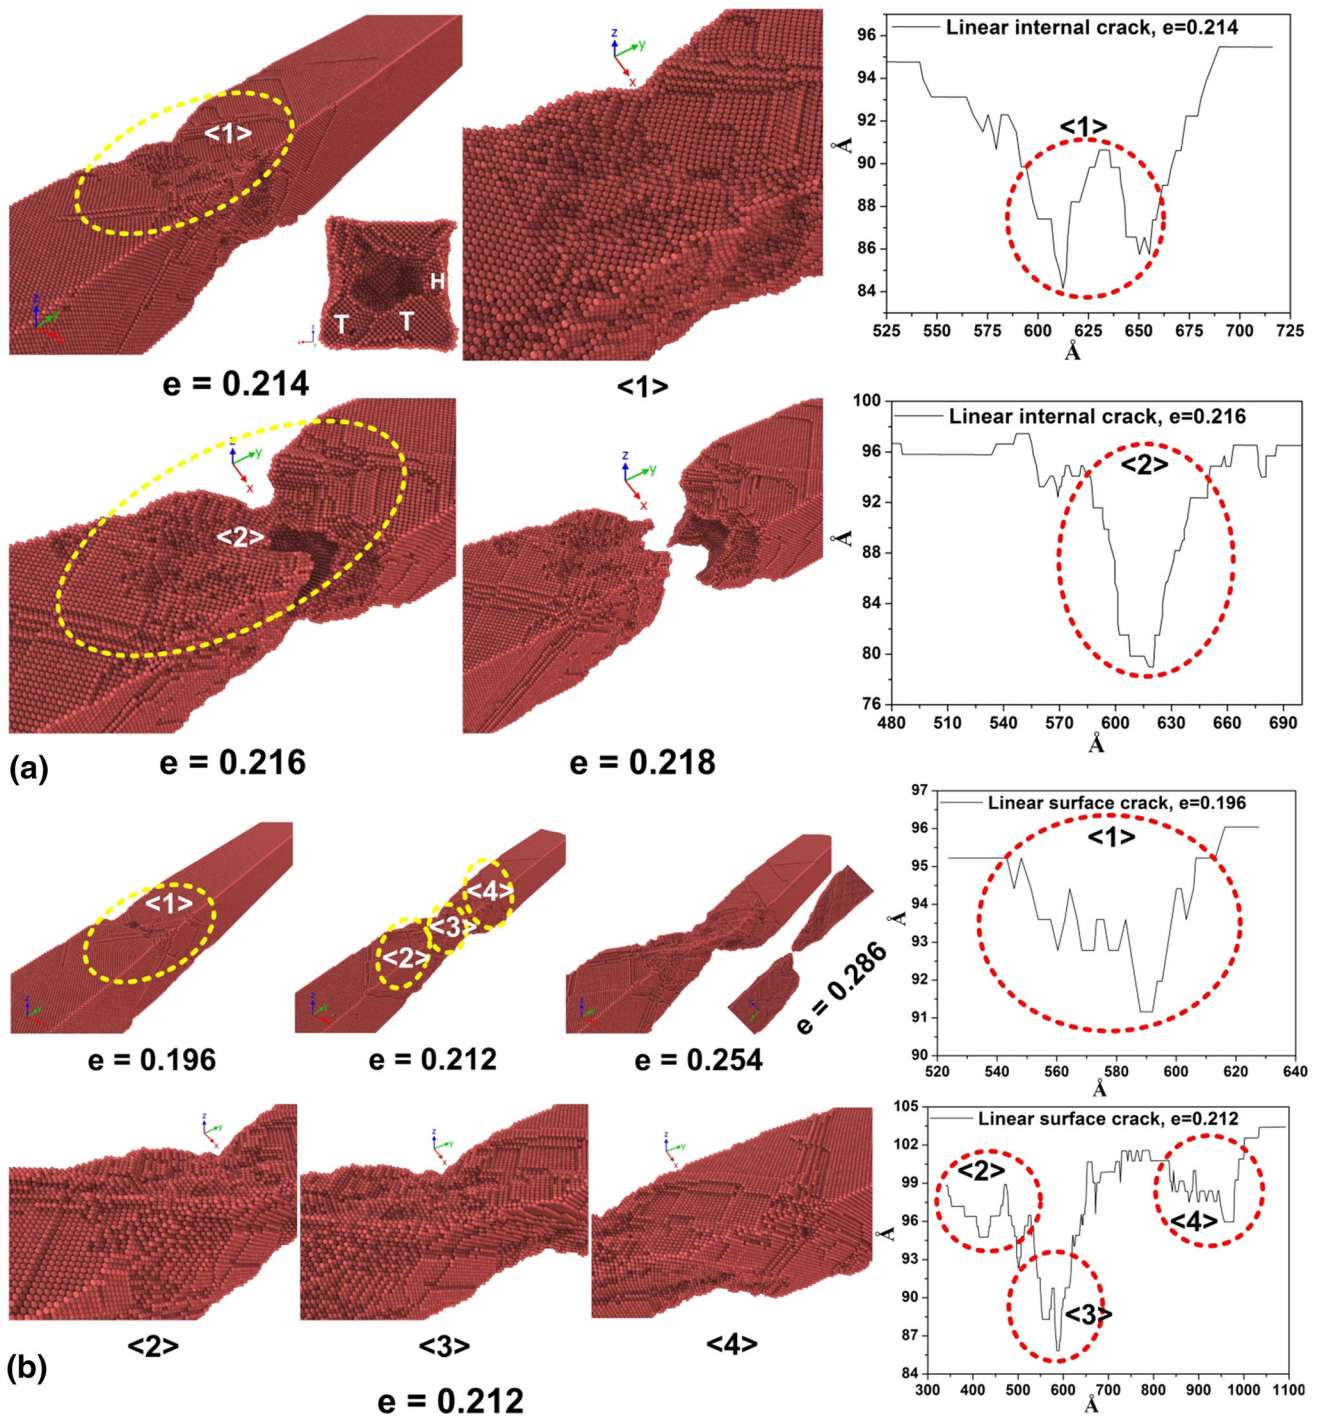 <1>
z
y
x
H
T
T
z
y
x
e = 0.214
<1>
Linear internal crack, e=0.214
<1>
96
94
92
90
88
86
84
Å
525 550 575 600 625 650 675 700 725
Å
<2>
z
y
x
z
y
x
e = 0.216
e = 0.218
Linear internal crack, e=0.216
<2>
100
96
92
88
84
80
76
Å
480 510 540 570 600 630 660 690
Å
(a)
<1>
e = 0.196
<2>
<3>
<4>
e = 0.212
e = 0.254
e = 0.286
Linear surface crack, e=0.196
<1>
97
96
95
94
93
92
91
90
Å
520 540 560 580 600 620 640
Å
z
y
x
<2>
z
y
x
<3>
z
y
x
<4>
e = 0.212
Linear surface crack, e=0.212
<2>
<4>
<3>
105
102
99
96
93
90
87
84
Å
300 400 500 600 700 800 900 1000 1100
Å
(b)